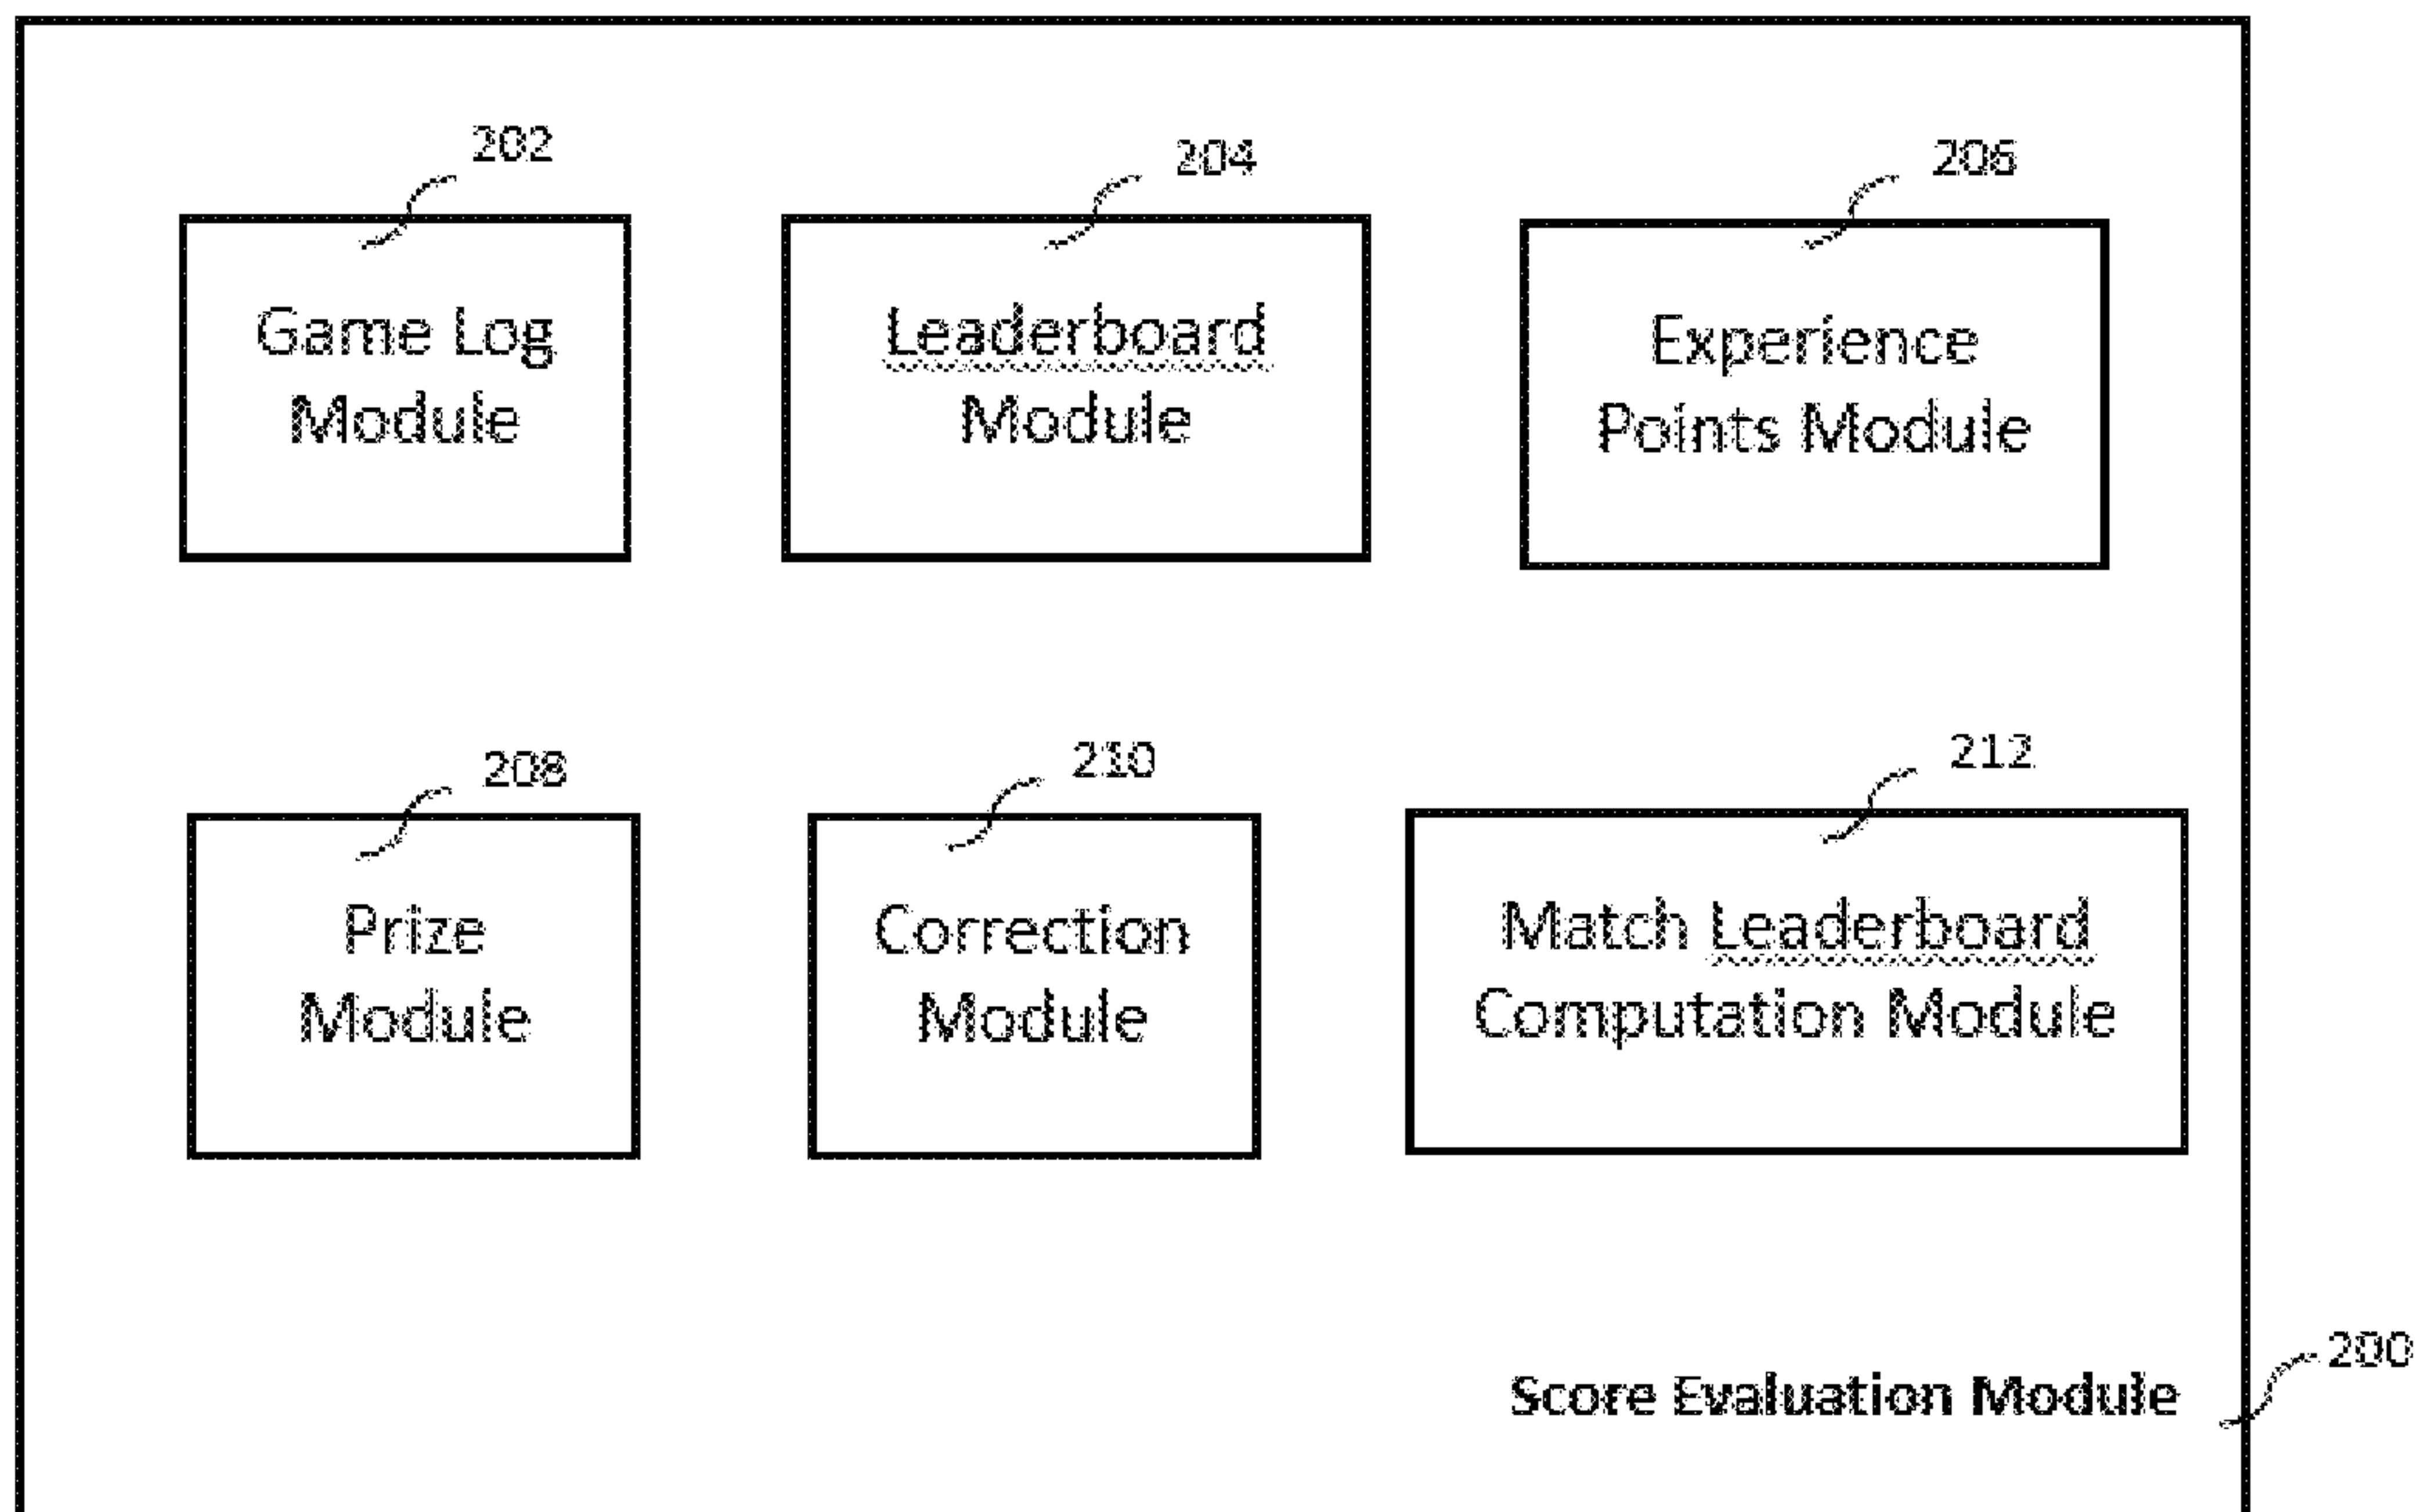 202
204
206
Game Log
Module
Leaderboard
Module
Experience
Points Module
208
210
212
Prize
Module
Correction
Module
Match Leaderboard
Computation Module
200
Score Evaluation Module